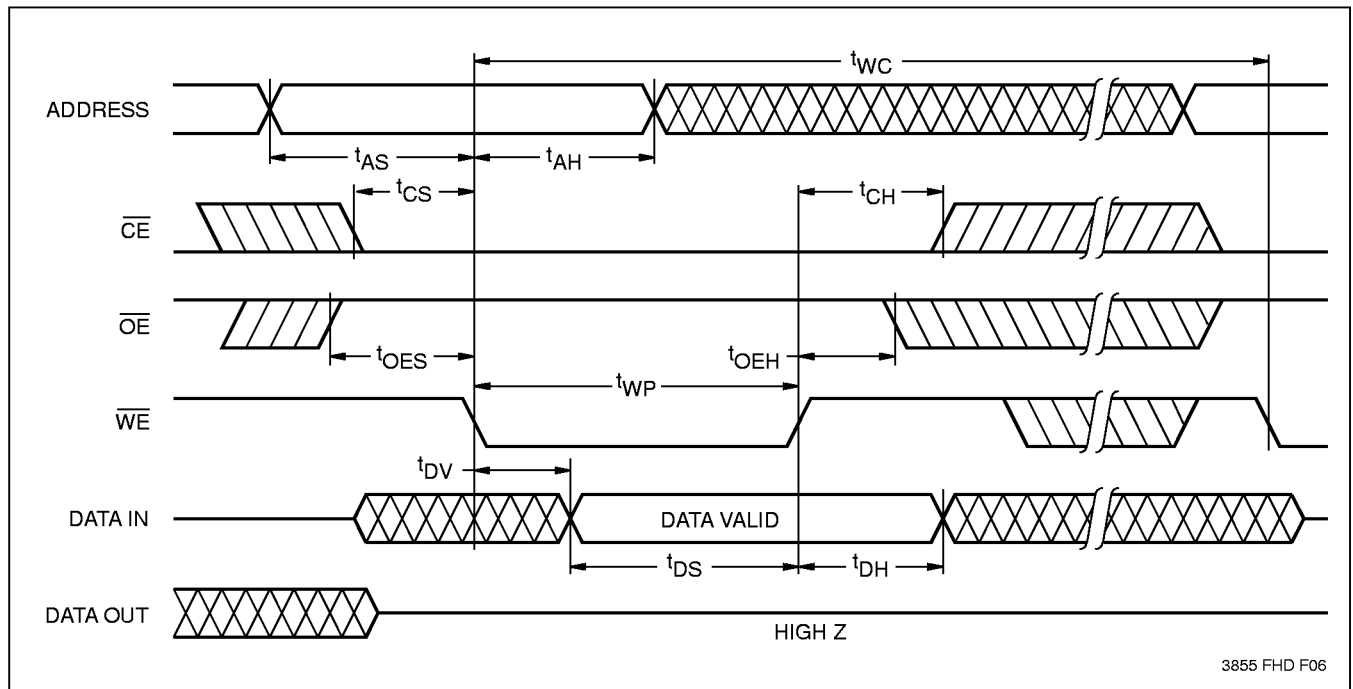 tWC
ADDRESS
tAS
tAH
tCS
tCH
CE
OE
tOES
tOEH
tWP
WE
tDV
DATA IN
DATA VALID
tDS
tDH
DATA OUT
HIGH Z
3855 FHD F06